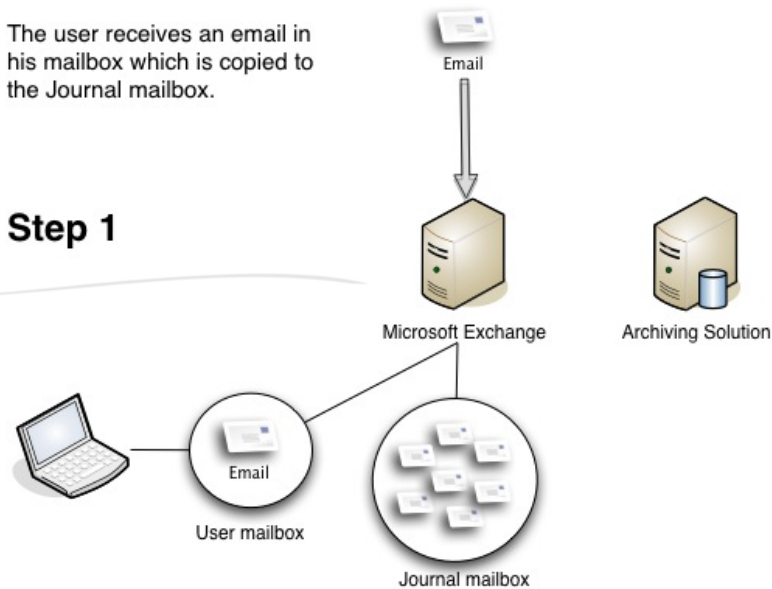 The user receives an email in
his mailbox which is copied to
the Journal mailbox.
Email
Step 1
Microsoft Exchange
Archiving Solution
Email
User mailbox
Journal mailbox